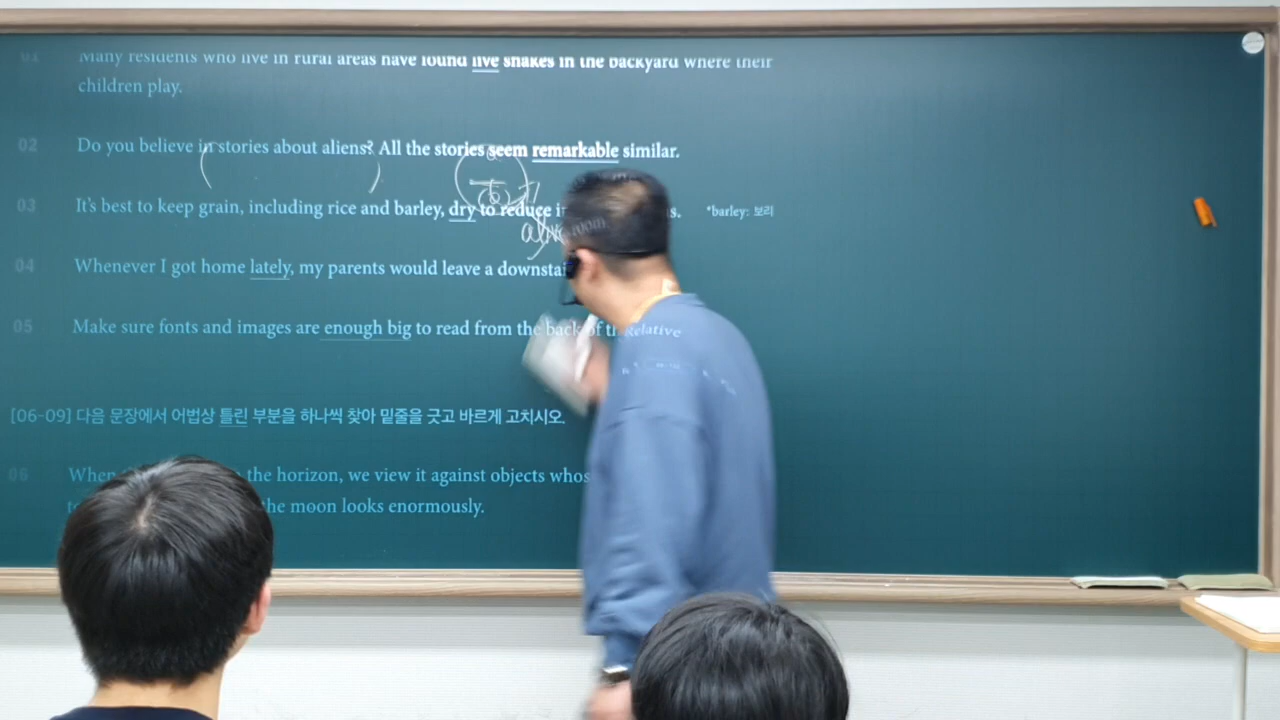 01 Many residents who live in rural areas have found live snakes in the backyard where their
children play.
02 Do you believe in stories about aliens? All the stories seem remarkable similar.
03 It's best to keep grain, including rice and barley, dry to reduce *barley: 보리
04 Whenever I got home lately, my parents would leave a
05 Make sure fonts and images are enough big to read from the back of
Relative
[06-09] 다음 문장에서 어법상 틀린 부분을 하나씩 찾아 밑줄을 긋고 바르게 고치시오.
06 When the horizon, we view it against objects
the moon looks enormously.